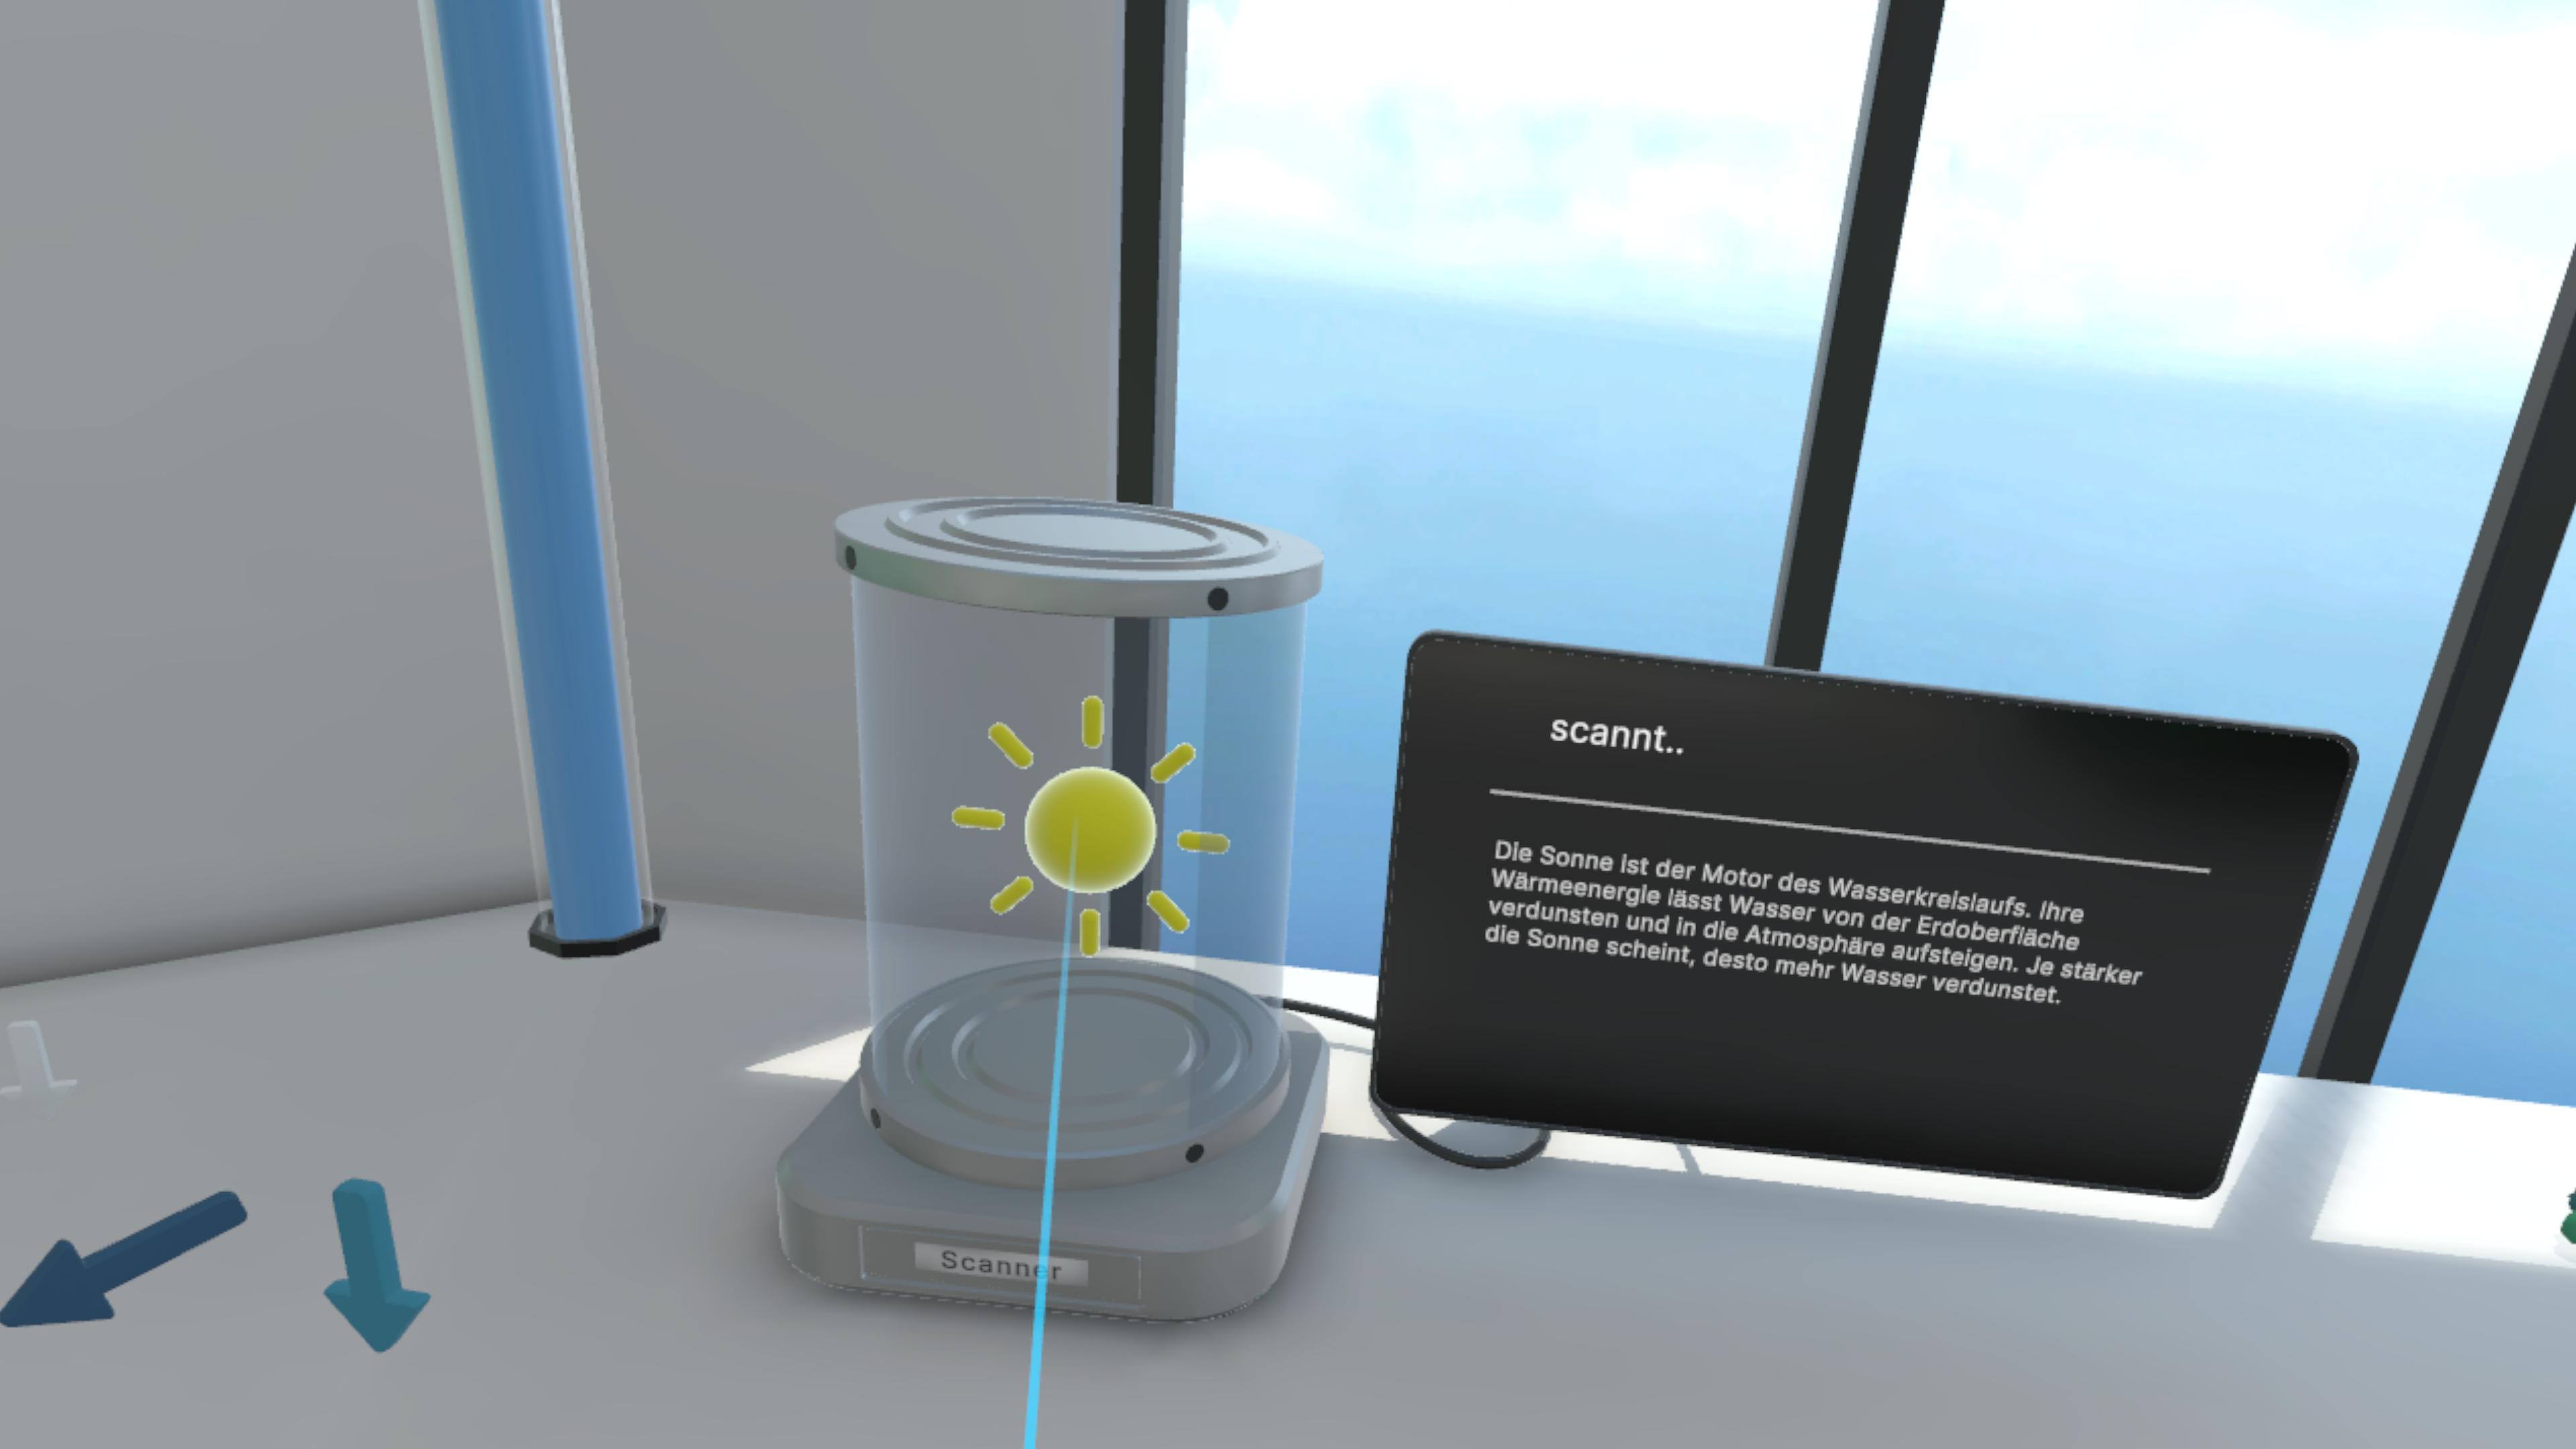 scannt..
Die Sonne ist der Motor des Wasserkreislaufs. Ihre
Wärmeenergie lässt Wasser von der Erdoberfläche
verdunsten und in die Atmosphäre aufsteigen. Je stärker
die Sonne scheint, desto mehr Wasser verdunstet.
Scanner